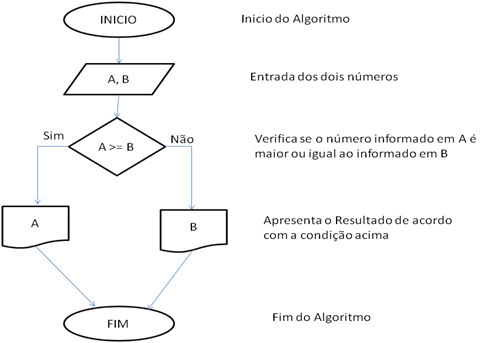 INICIO
Inicio do Algoritmo
A, B
Entrada dos dois números
Sim
Não
A >= B
Verifica se o número informado em A é
maior ou igual ao informado em B
A
B
Apresenta o Resultado de acordo
com a condição acima
FIM
Fim do Algoritmo